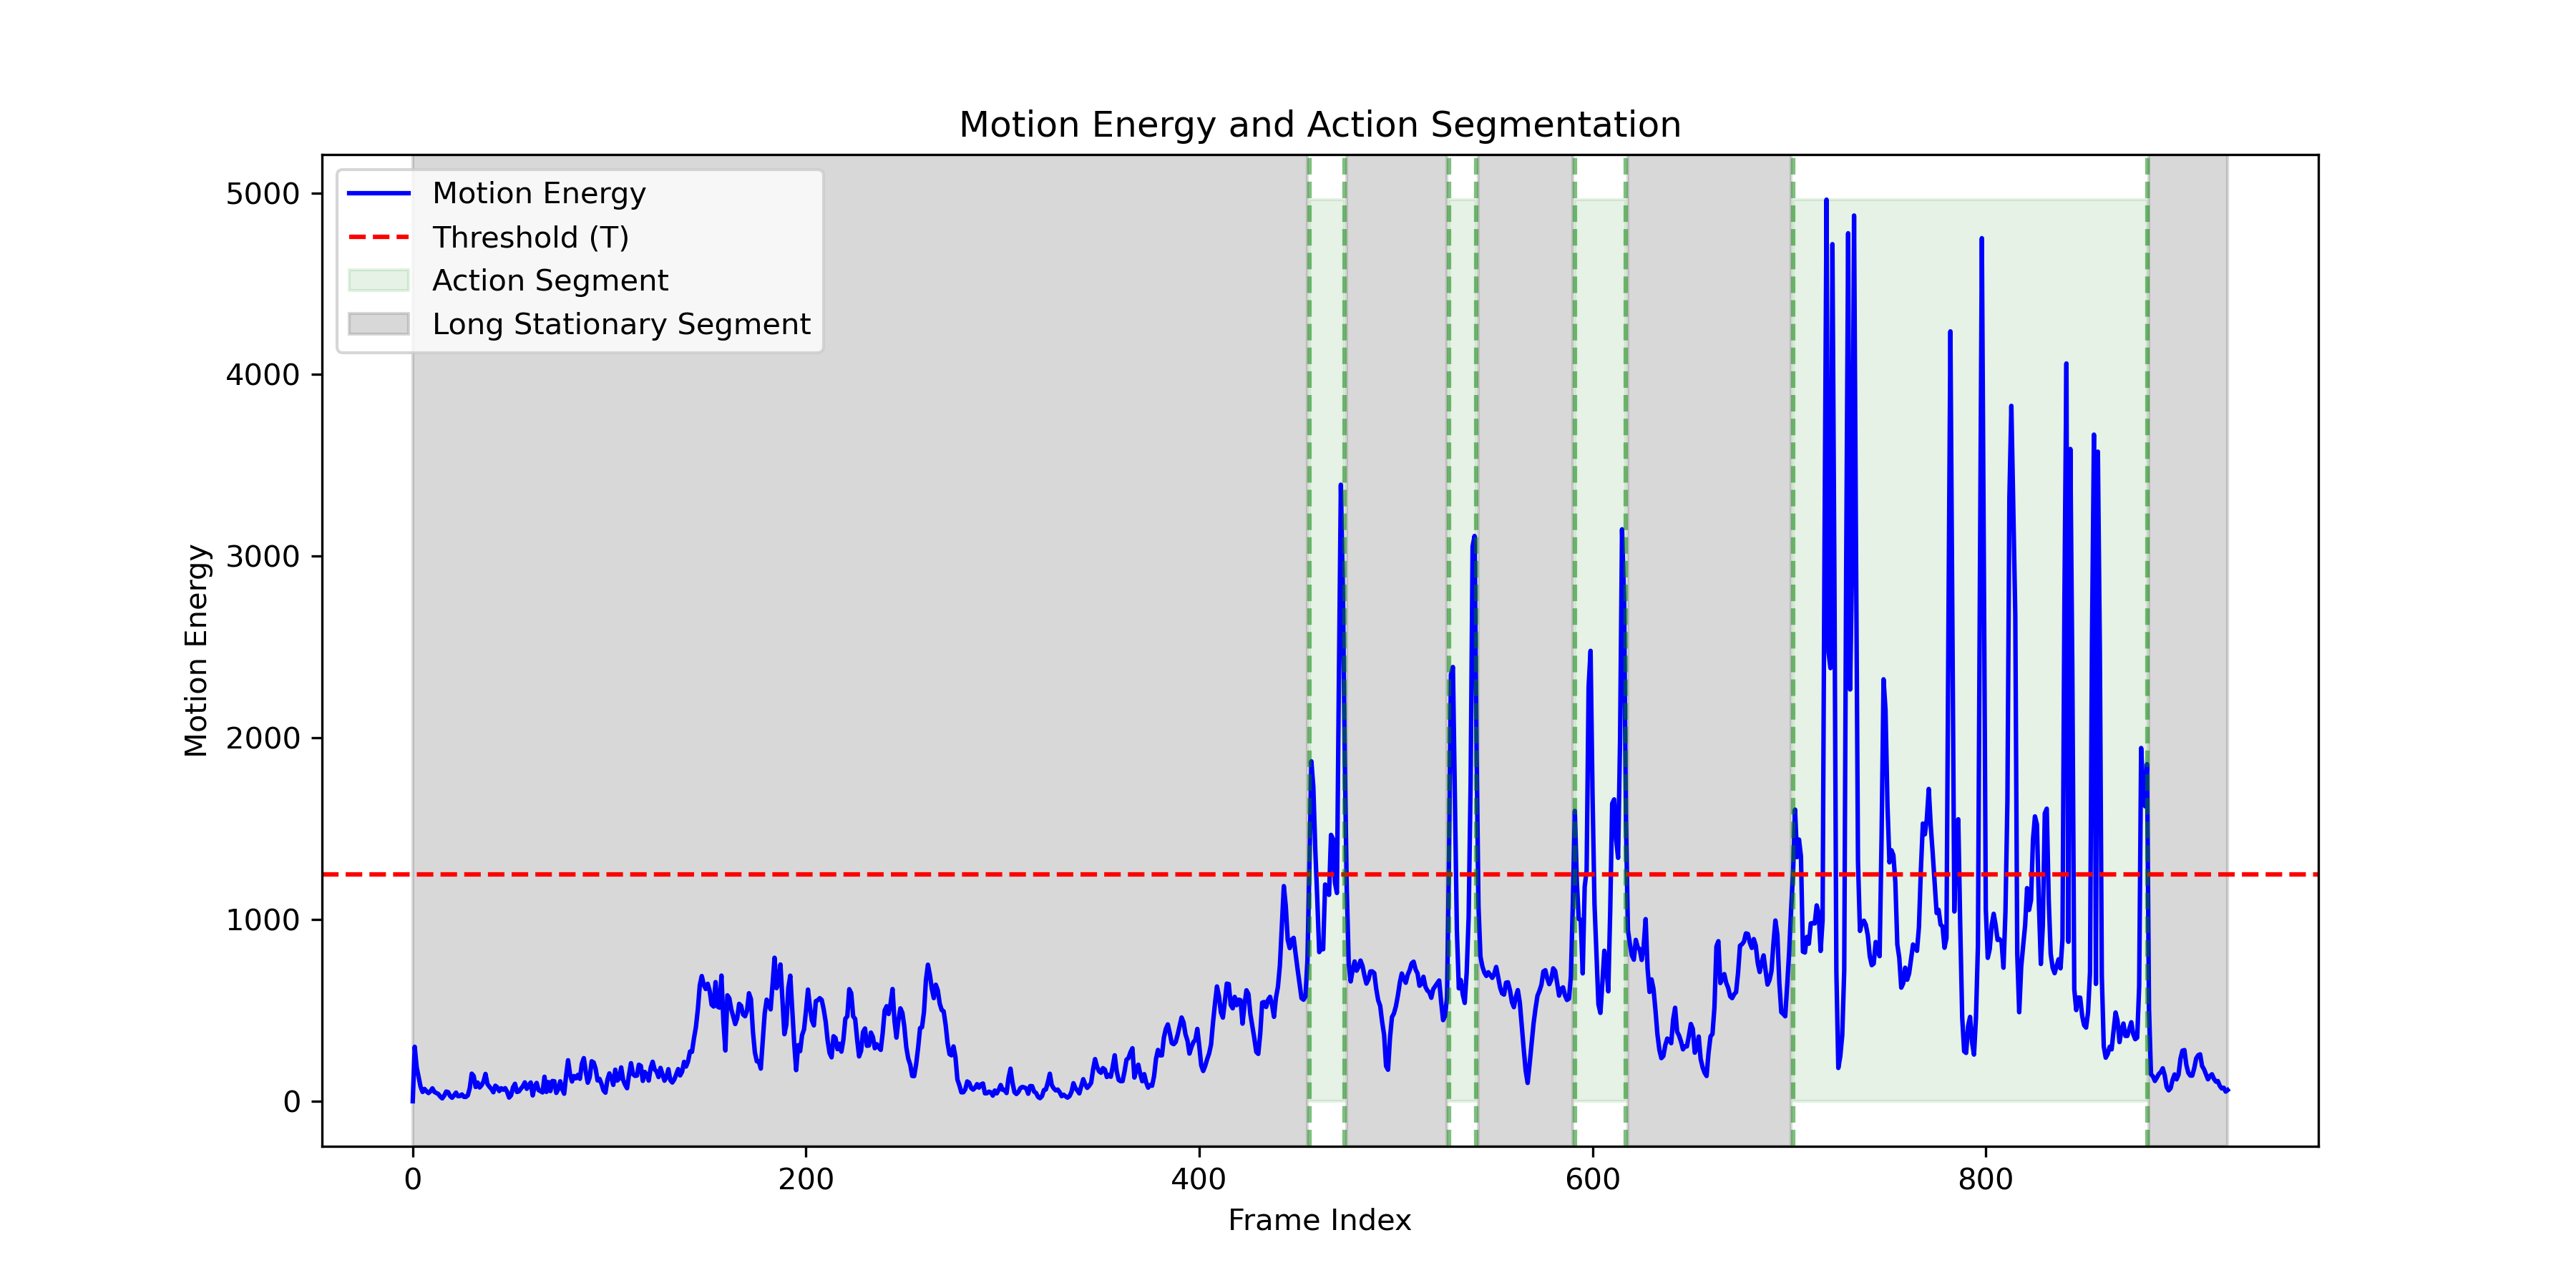 Motion Energy and Action Segmentation
Motion Energy
Threshold (T)
Action Segment
Long Stationary Segment
Motion Energy
5000
4000
3000
2000
1000
0
0 200 400 600 800
Frame Index